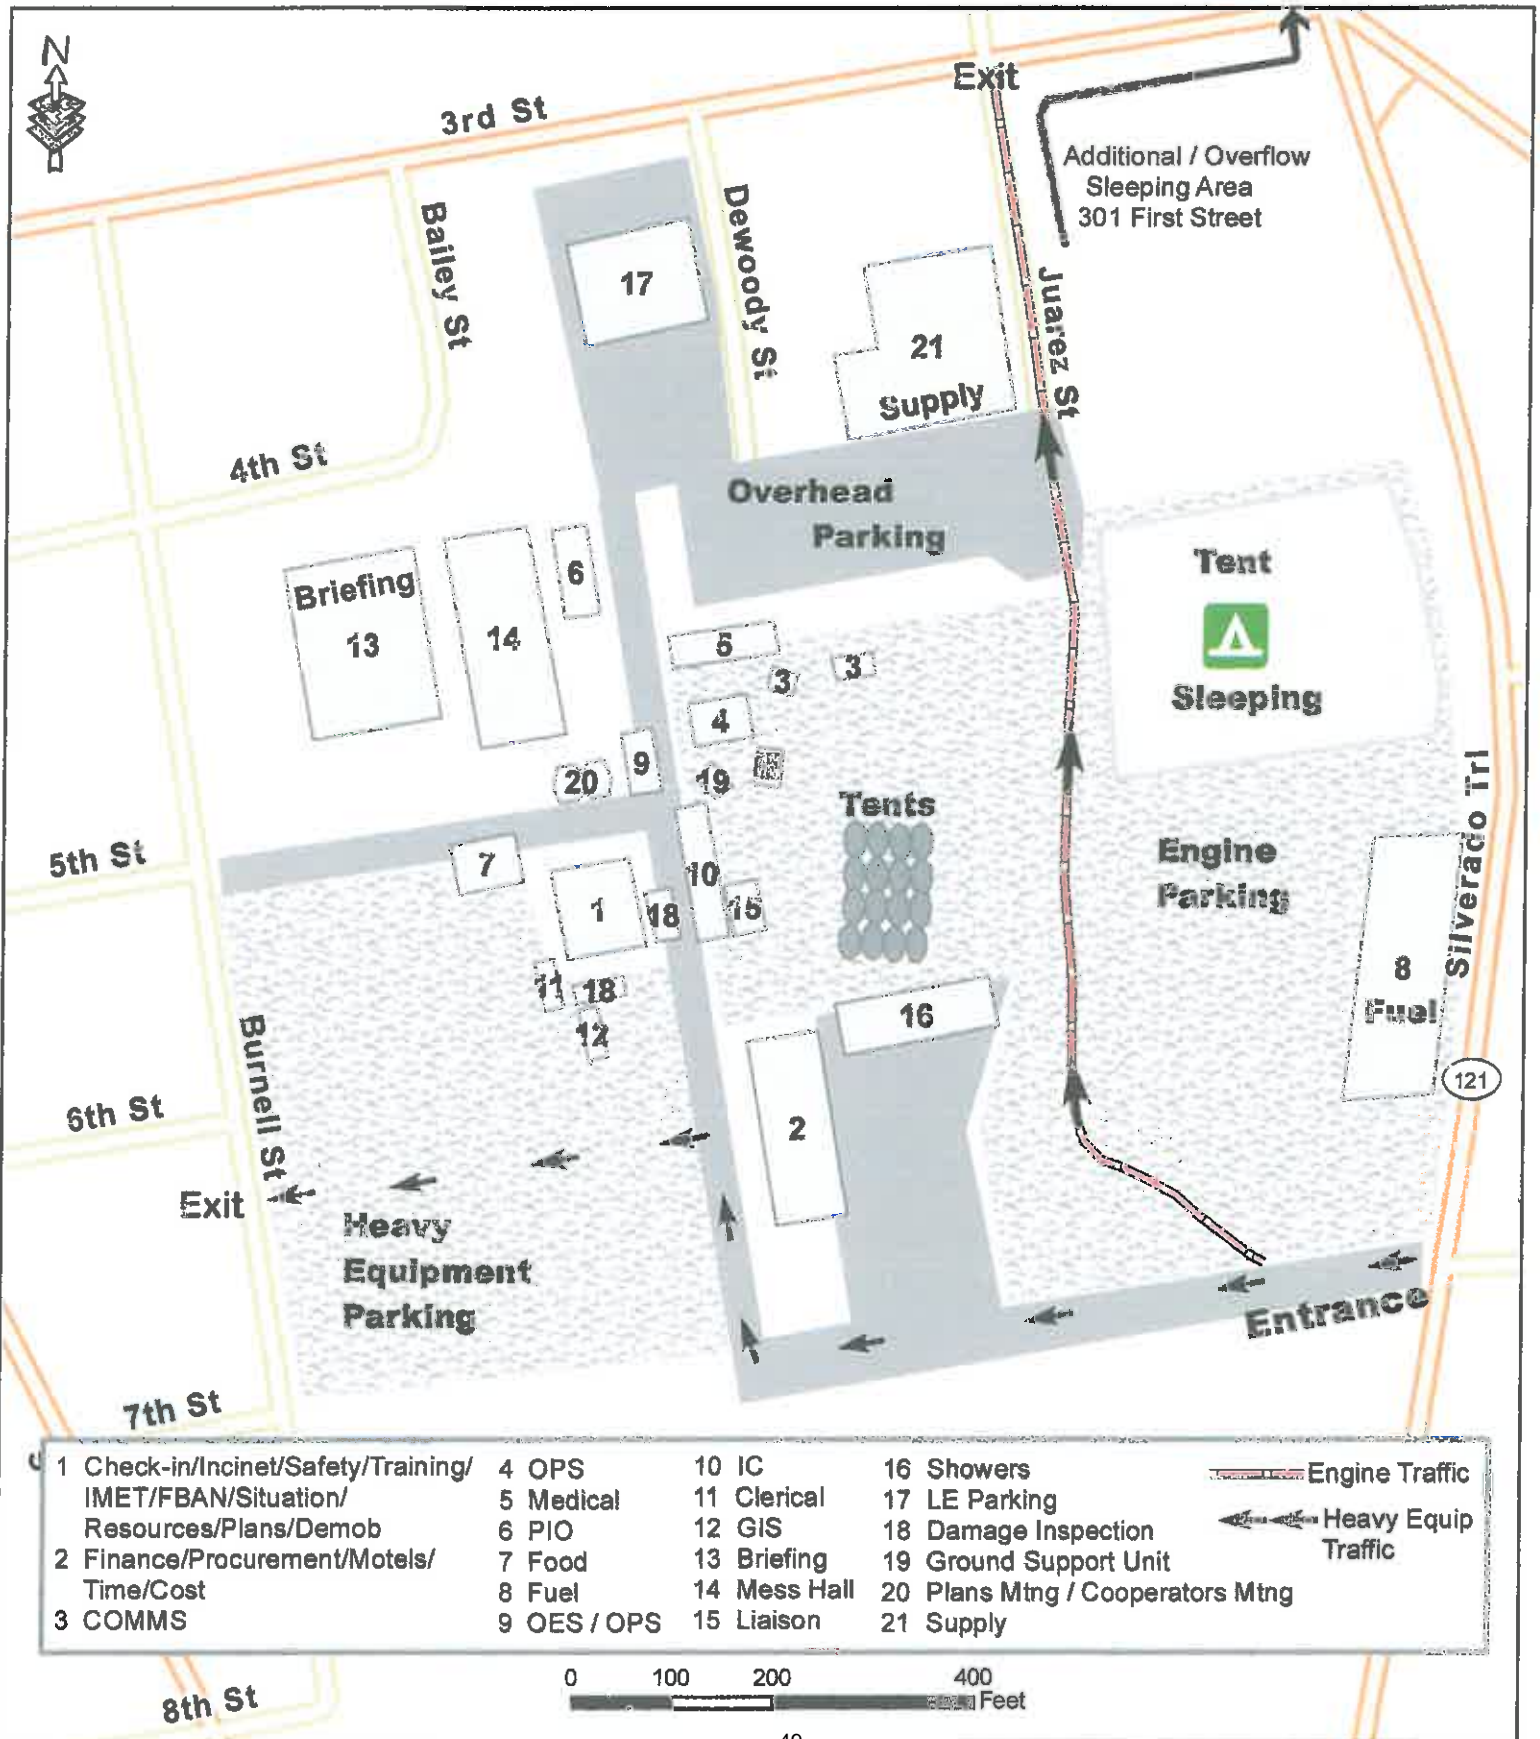 N
Exit
3rd St
Additional / Overflow
Sleeping Area
301 First Street
Bailey St
Dewoody St
Juarez St
17
21
Supply
4th St
Overhead
Parking
Briefing
13
14
6
Tent
Sleeping
5
3
3
4
9
20
19
Tents
Silverado Trl
5th St
7
10
Engine
Parking
1
18
15
8
Fuel
11
18
12
16
Burnell St
121
6th St
2
Exit
Heavy
Equipment
Parking
Entrance
7th St
1 Check-in/Incinet/Safety/Training/
IMET/FBAN/Situation/
Resources/Plans/Demob
2 Finance/Procurement/Motels/
Time/Cost
3 COMMS
4 OPS
5 Medical
6 PIO
7 Food
8 Fuel
9 OES / OPS
10 IC
11 Clerical
12 GIS
13 Briefing
14 Mess Hall
15 Liaison
16 Showers
17 LE Parking
18 Damage Inspection
19 Ground Support Unit
20 Plans Mtng / Cooperators Mtng
21 Supply
Engine Traffic
Heavy Equip
Traffic
0 100 200 400
Feet
8th St